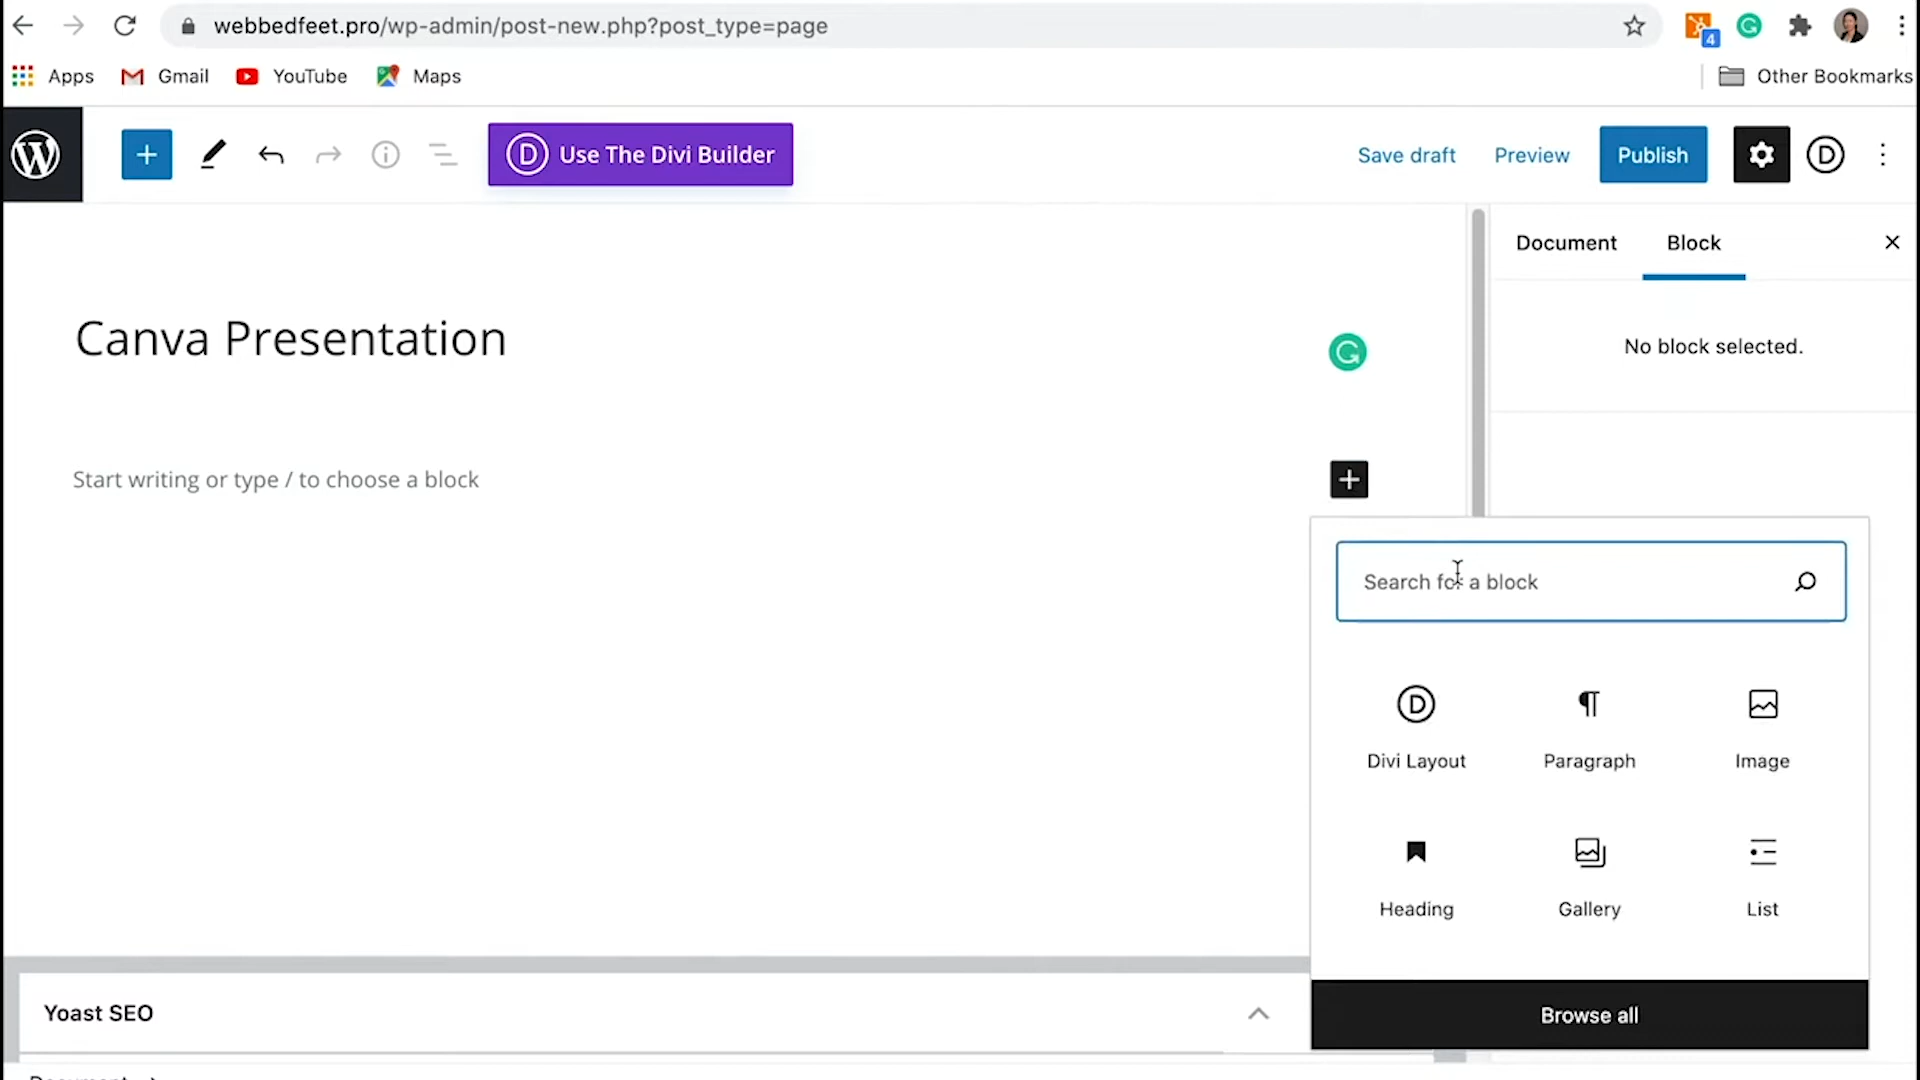 webbedfeet.pro/wp-admin/post-new.php?post_type=page
4
Apps Gmail YouTube Maps Other Bookmarks
Use The Divi Builder Save draft Preview Publish
Document Block
No block selected.
Canva Presentation
Start writing or type / to choose a block
Search for a block
Divi Layout Paragraph Image
Heading Gallery List
Browse all
Yoast SEO